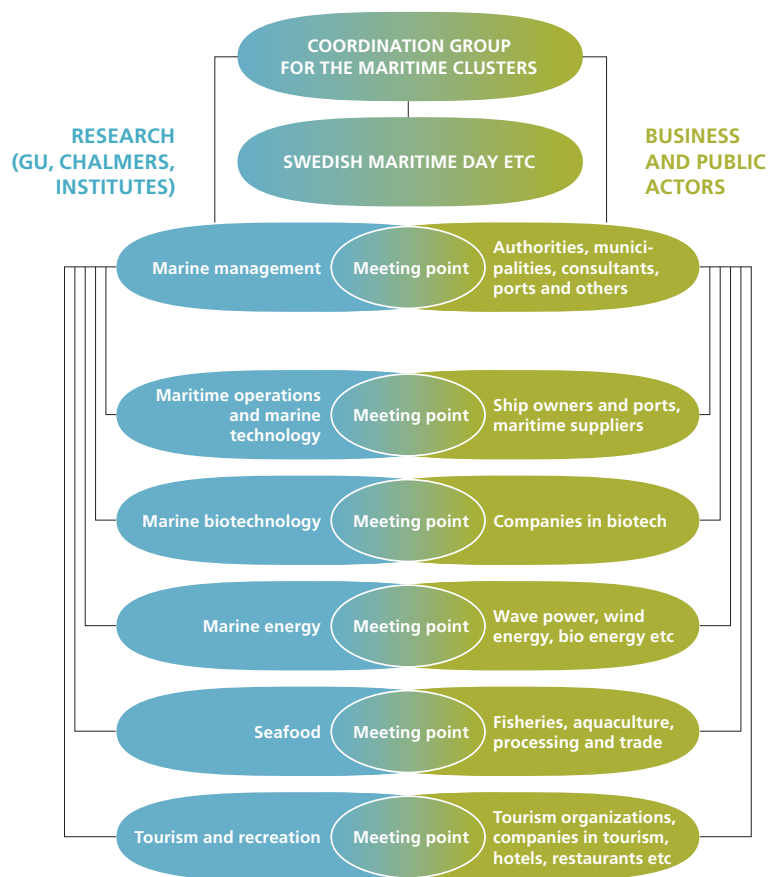 COORDINATION GROUP
FOR THE MARITIME CLUSTERS
RESEARCH
(GU, CHALMERS,
INSTITUTES)
SWEDISH MARITIME DAY ETC
BUSINESS
AND PUBLIC
ACTORS
Marine management
Meeting point
Authorities, munici-
palities, consultants,
ports and others
Maritime operations
and marine
technology
Meeting point
Ship owners and ports,
maritime suppliers
Marine biotechnology
Meeting point
Companies in biotech
Marine energy
Meeting point
Wave power, wind
energy, bio energy etc
Seafood
Meeting point
Fisheries, aquaculture,
processing and trade
Tourism and recreation
Meeting point
Tourism organizations,
companies in tourism,
hotels, restaurants etc